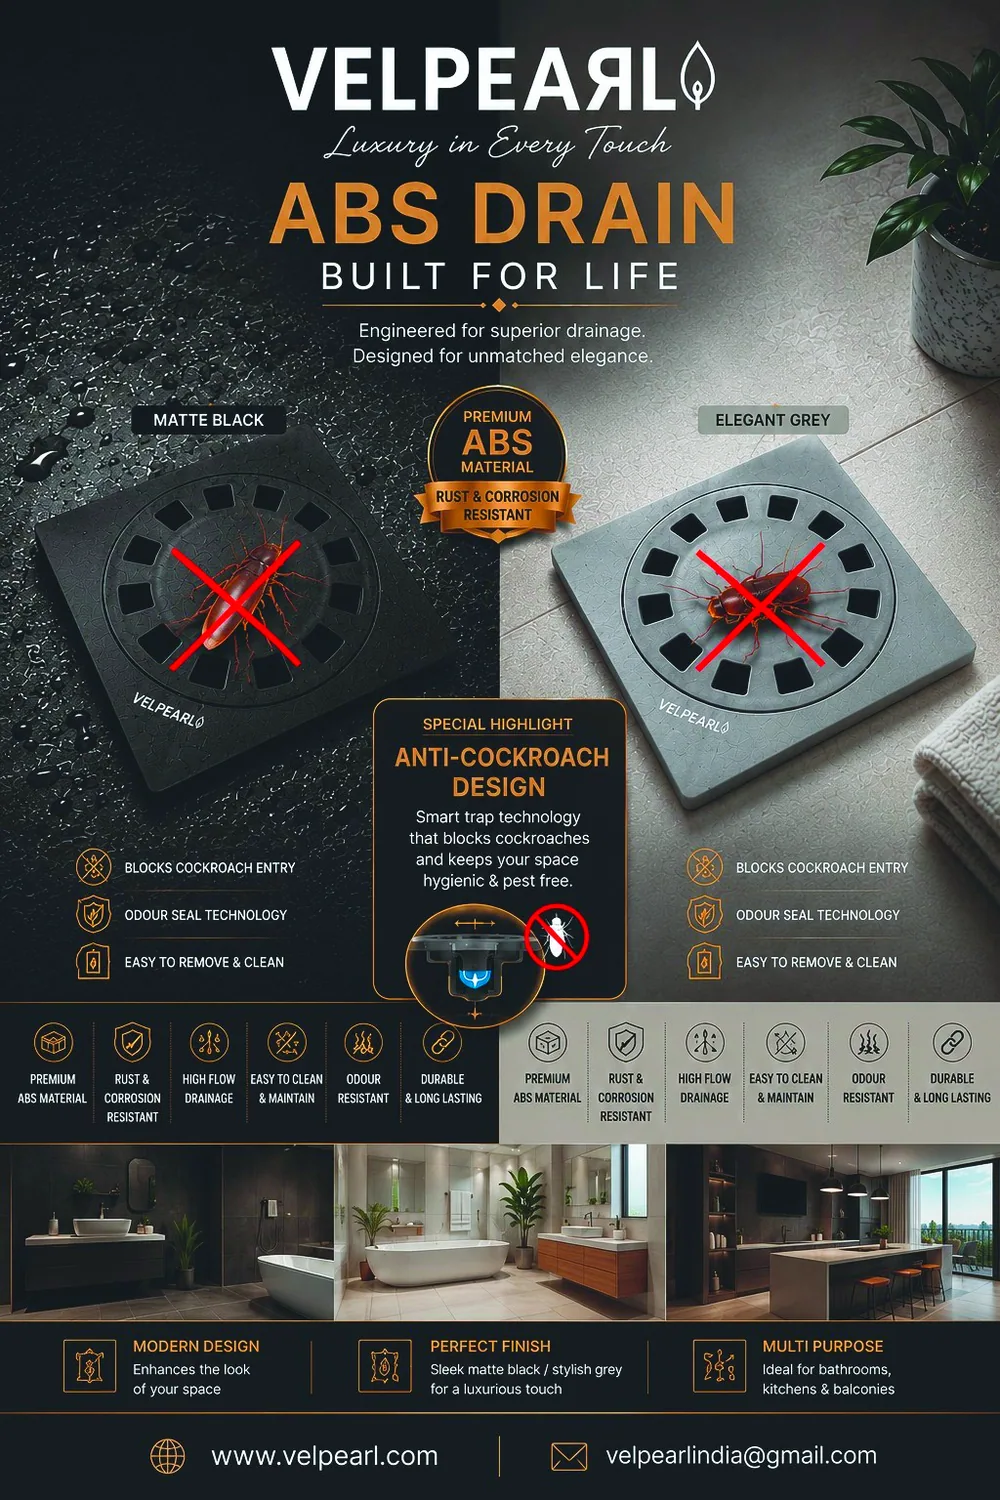 VELPEAЯL
Luxury in Every Touch
ABS DRAIN
BUILT FOR LIFE
Engineered for superior drainage.
Designed for unmatched elegance.
MATTE BLACK
PREMIUM
ABS
MATERIAL
RUST & CORROSION
RESISTANT
ELEGANT GREY
VELPEARL
VELPEARL
SPECIAL HIGHLIGHT
ANTI-COCKROACH
DESIGN
Smart trap technology
that blocks cockroaches
and keeps your space
hygienic & pest free.
BLOCKS COCKROACH ENTRY
ODOUR SEAL TECHNOLOGY
EASY TO REMOVE & CLEAN
BLOCKS COCKROACH ENTRY
ODOUR SEAL TECHNOLOGY
EASY TO REMOVE & CLEAN
PREMIUM
ABS MATERIAL
RUST &
CORROSION
RESISTANT
HIGH FLOW
DRAINAGE
EASY TO CLEAN
& MAINTAIN
ODOUR
RESISTANT
DURABLE
& LONG LASTING
PREMIUM
ABS MATERIAL
RUST &
CORROSION
RESISTANT
HIGH FLOW
DRAINAGE
EASY TO CLEAN
& MAINTAIN
ODOUR
RESISTANT
DURABLE
& LONG LASTING
MODERN DESIGN
Enhances the look
of your space
PERFECT FINISH
Sleek matte black / stylish grey
for a luxurious touch
MULTI PURPOSE
Ideal for bathrooms,
kitchens & balconies
www.velpearl.com
velpearlindia@gmail.com